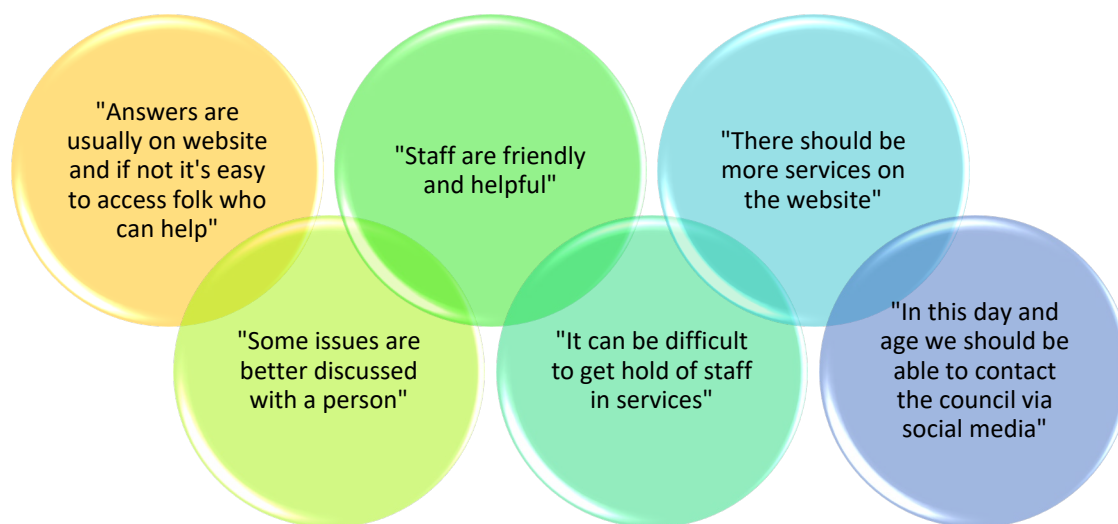 "Answers are
usually on website
and if not it's easy
to access folk who
can help"
"Some issues are
better discussed
with a person"
"Staff are friendly
and helpful"
"It can be difficult
to get hold of staff
in services"
"There should be
more services on
the website"
"In this day and
age we should be
able to contact
the council via
social media"